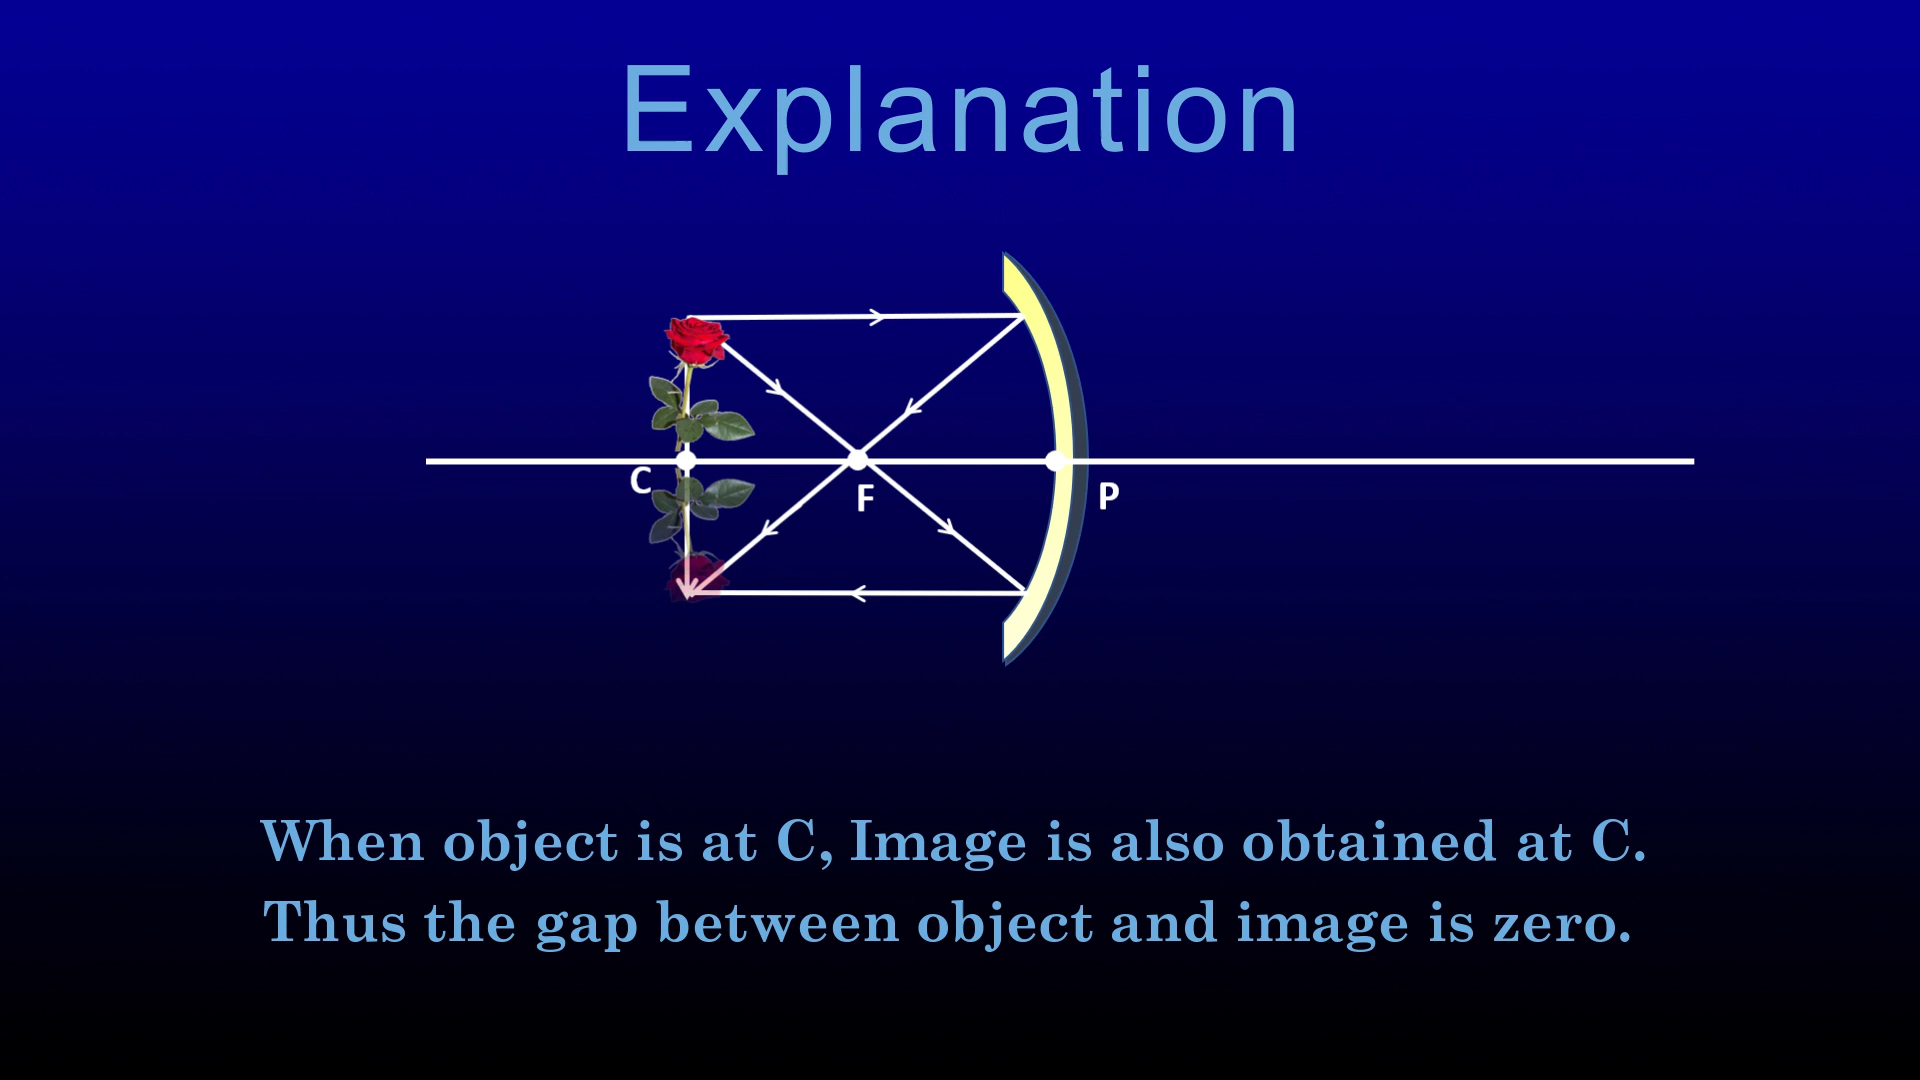 Explanation
C
F
P
When object is at C, Image is also obtained at C.
Thus the gap between object and image is zero.